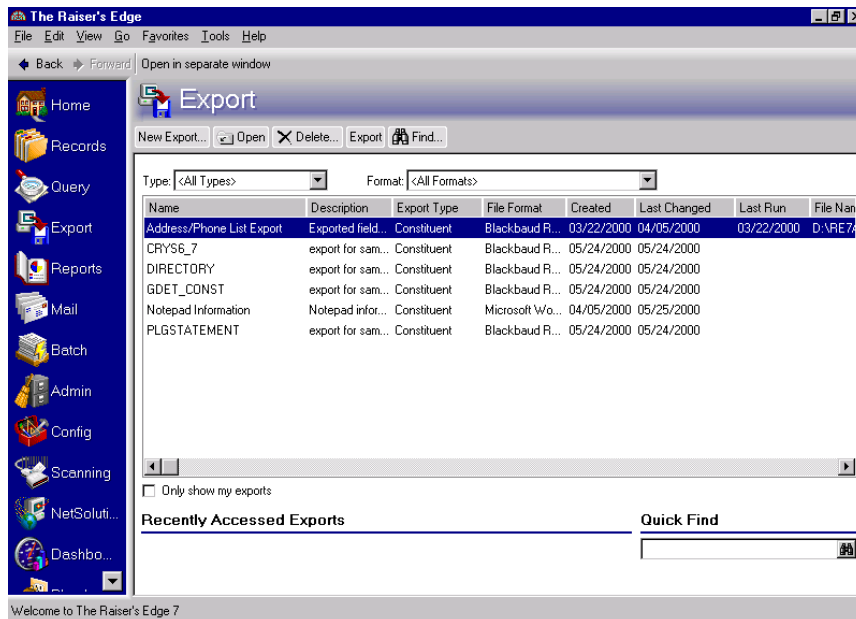 The Raiser's Edge
File Edit View Go Favorites Tools Help
Back Forward Open in separate window
Home
Records
Query
Export
Reports
Mail
Batch
Admin
Config
Scanning
NetSoluti...
Dashbo...
Export
New Export... Open Delete... Export Find...
Type: <All Types> Format: <All Formats>
Name Description Export Type File Format Created Last Changed Last Run File Nan
Address/Phone List Export Exported field... Constituent Blackbaud R... 03/22/2000 04/05/2000 03/22/2000 D:\RE7
CRYS6_7 export for sam... Constituent Blackbaud R... 05/24/2000 05/24/2000
DIRECTORY export for sam... Constituent Blackbaud R... 05/24/2000 05/24/2000
GDET_CONST export for sam... Constituent Blackbaud R... 05/24/2000 05/24/2000
Notepad Information Notepad infor... Constituent Microsoft Wo... 04/05/2000 05/25/2000
PLGSTATEMENT export for sam... Constituent Blackbaud R... 05/24/2000 05/24/2000
Only show my exports
Recently Accessed Exports Quick Find
Welcome to The Raiser's Edge 7